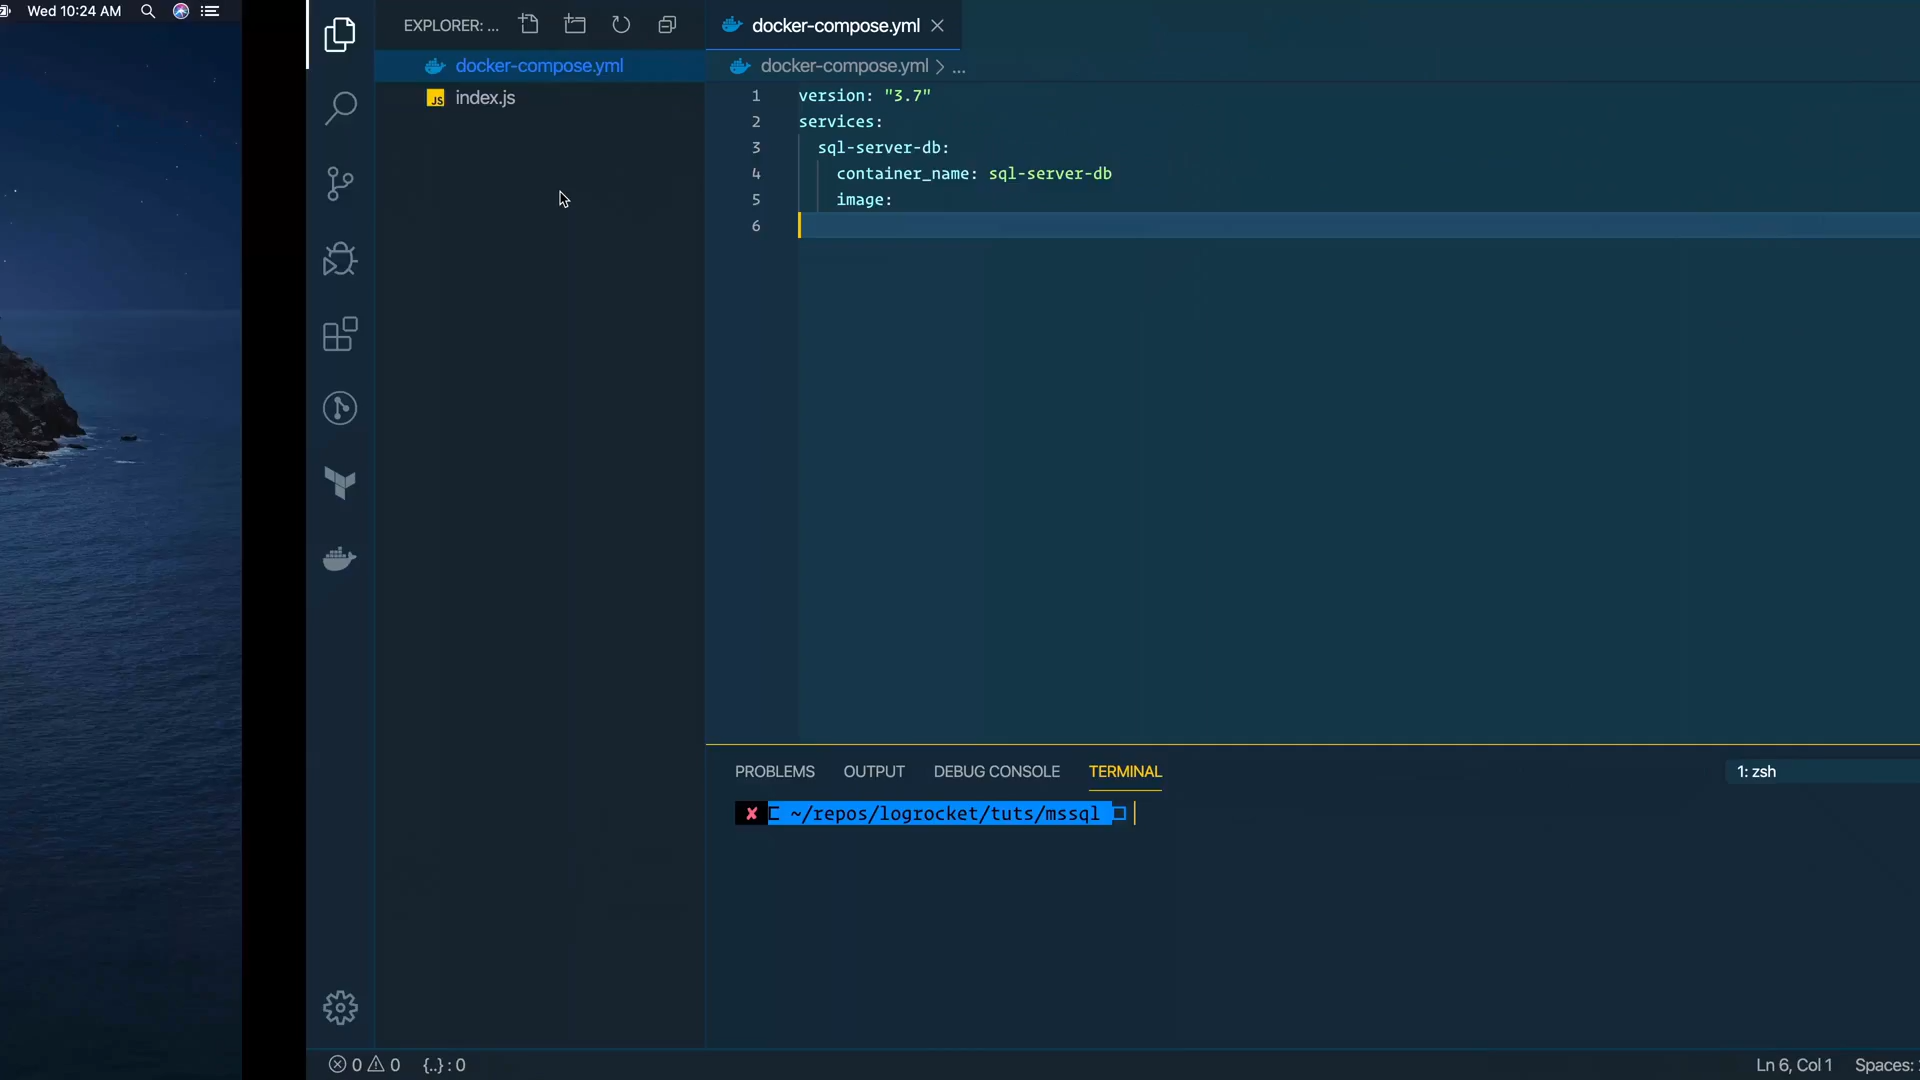 Wed 10:24 AM
EXPLORER: ...
docker-compose.yml
JS index.js
docker-compose.yml
docker-compose.yml > ...
1 version: "3.7"
2 services:
3 sql-server-db:
4 container_name: sql-server-db
5 image:
6
PROBLEMS OUTPUT DEBUG CONSOLE TERMINAL
1: zsh
✘ ~/repos/logrocket/tuts/mssql
0 0 {..} : 0
Ln 6, Col 1 Spaces: